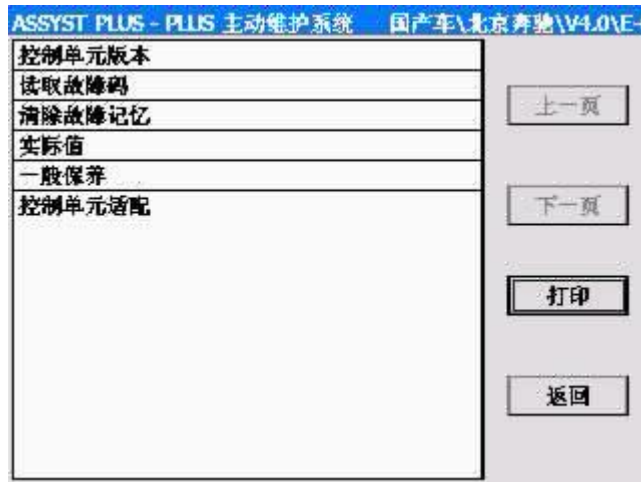 ASSYST PLUS - PLUS 主动维护系统 国产车\北京奔驰\V4.0\E-
控制单元版本
读取故障码
清除故障记忆
实际值
一般保养
控制单元适配
上一页
下一页
打印
返回